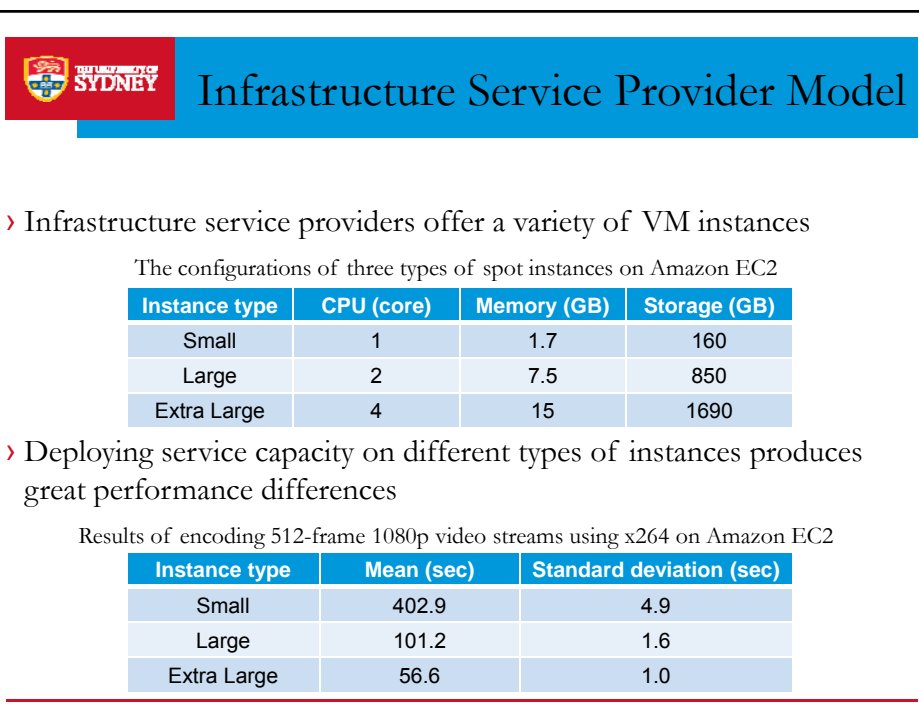 SYDNEY
Infrastructure Service Provider Model
› Infrastructure service providers offer a variety of VM instances
The configurations of three types of spot instances on Amazon EC2
Instance type CPU (core) Memory (GB) Storage (GB)
Small 1 1.7 160
Large 2 7.5 850
Extra Large 4 15 1690
› Deploying service capacity on different types of instances produces
great performance differences
Results of encoding 512-frame 1080p video streams using x264 on Amazon EC2
Instance type Mean (sec) Standard deviation (sec)
Small 402.9 4.9
Large 101.2 1.6
Extra Large 56.6 1.0